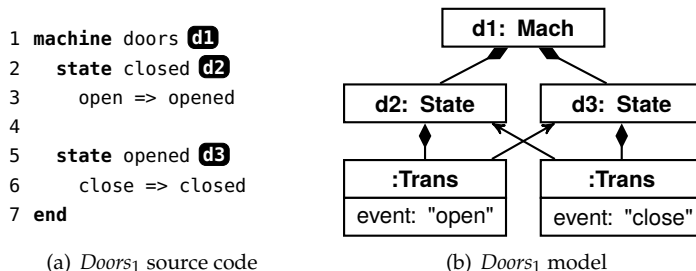 1 machine doors d1
2 state closed d2
3 open => opened
4
5 state opened d3
6 close => closed
7 end
(a) Doors1 source code
d1: Mach
d2: State
d3: State
:Trans
event: "open"
:Trans
event: "close"
(b) Doors1 model